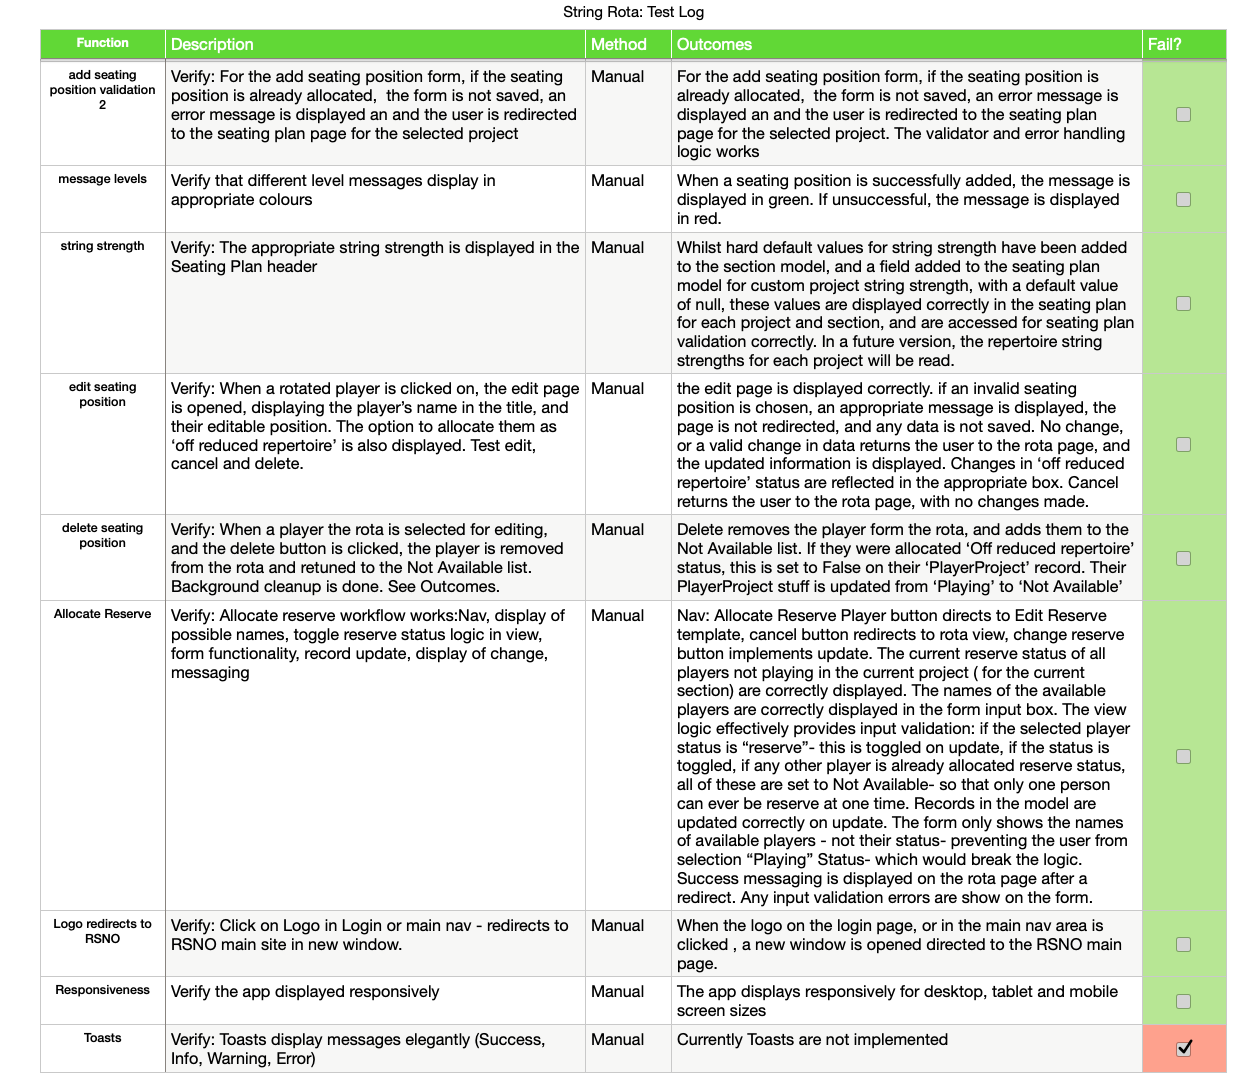 String Rota: Test Log
Function Description Method Outcomes Fail?
add seating
position validation
2
Verify: For the add seating position form, if the seating
position is already allocated, the form is not saved, an
error message is displayed an and the user is redirected
to the seating plan page for the selected project
Manual
For the add seating position form, if the seating position is
already allocated, the form is not saved, an error message is
displayed an and the user is redirected to the seating plan
page for the selected project. The validator and error handling
logic works
message levels
Verify that different level messages display in
appropriate colours
Manual
When a seating position is successfully added, the message is
displayed in green. If unsuccessful, the message is displayed
in red.
string strength
Verify: The appropriate string strength is displayed in the
Seating Plan header
Manual
Whilst hard default values for string strength have been added
to the section model, and a field added to the seating plan
model for custom project string strength, with a default value
of null, these values are displayed correctly in the seating plan
for each project and section, and are accessed for seating plan
validation correctly. In a future version, the repertoire string
strengths for each project will be read.
edit seating
position
Verify: When a rotated player is clicked on, the edit page
is opened, displaying the player’s name in the title, and
their editable position. The option to allocate them as
‘off reduced repertoire’ is also displayed. Test edit,
cancel and delete.
Manual
the edit page is displayed correctly. if an invalid seating
position is chosen, an appropriate message is displayed, the
page is not redirected, and any data is not saved. No change,
or a valid change in data returns the user to the rota page, and
the updated information is displayed. Changes in ‘off reduced
repertoire’ status are reflected in the appropriate box. Cancel
returns the user to the rota page, with no changes made.
delete seating
position
Verify: When a player the rota is selected for editing,
and the delete button is clicked, the player is removed
from the rota and retuned to the Not Available list.
Background cleanup is done. See Outcomes.
Manual
Delete removes the player form the rota, and adds them to the
Not Available list. If they were allocated ‘Off reduced repertoire’
status, this is set to False on their ‘PlayerProject’ record. Their
PlayerProject stuff is updated from ‘Playing’ to ‘Not Available’
Allocate Reserve
Verify: Allocate reserve workflow works:Nav, display of
possible names, toggle reserve status logic in view,
form functionality, record update, display of change,
messaging
Manual
Nav: Allocate Reserve Player button directs to Edit Reserve
template, cancel button redirects to rota view, change reserve
button implements update. The current reserve status of all
players not playing in the current project ( for the current
section) are correctly displayed. The names of the available
players are correctly displayed in the form input box. The view
logic effectively provides input validation: if the selected player
status is “reserve”- this is toggled on update, if the status is
toggled, if any other player is already allocated reserve status,
all of these are set to Not Available- so that only one person
can ever be reserve at one time. Records in the model are
updated correctly on update. The form only shows the names
of available players - not their status- preventing the user from
selection “Playing” Status- which would break the logic.
Success messaging is displayed on the rota page after a
redirect. Any input validation errors are show on the form.
Logo redirects to
RSNO
Verify: Click on Logo in Login or main nav - redirects to
RSNO main site in new window.
Manual
When the logo on the login page, or in the main nav area is
clicked , a new window is opened directed to the RSNO main
page.
Responsiveness
Verify the app displayed responsively
Manual
The app displays responsively for desktop, tablet and mobile
screen sizes
Toasts
Verify: Toasts display messages elegantly (Success,
Info, Warning, Error)
Manual
Currently Toasts are not implemented